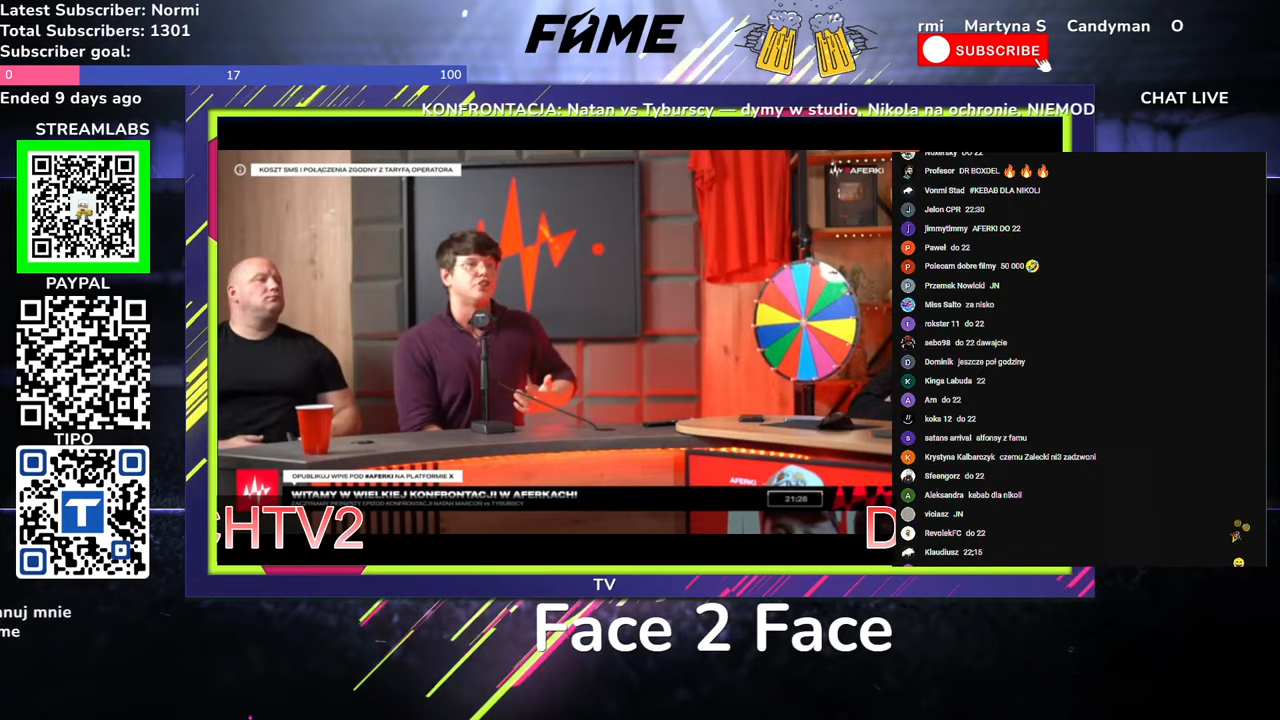 Latest Subscriber: Normi
Total Subscribers: 1301
Subscriber goal:
0 17 100
Ended 9 days ago
STREAMLABS
PAYPAL
TIPO
T
anuj mnie
me
FAME
rmi Martyna S Candyman O
SUBSCRIBE
CHAT LIVE
KONFRONTACJA: Natan vs Tyburscy — dymy w studio, Nikola na ochronie, NIEMOD
KOSZT SMS I POŁĄCZENIA ZGODNY Z TARYFĄ OPERATORA
AFERKI
OPUBLIKUJ WPIS POD #AFERKI NA PLATFORMIE X
WITAMY W WIELKIEJ KONFRONTACJI W AFERKACH!
21:28
AFERKI
CHTV2
D
Profesor DR BOXDEL 🔥🔥🔥
Vonmi Stad #KEBAB DLA NIKOLI
Jelon CPR 22:30
jimmytimmy AFERKI DO 22
Paweł do 22
Polecam dobre filmy 50 000 🤣
Przemek Nowicki JN
Miss Salto za nisko
rokster 11 do 22
sebo98 do 22 dawajcie
Dominik jeszcze poł godziny
Kinga Labuda 22
Am do 22
koks 12 do 22
satans arrival alfonsy z famu
Krystyna Kalbarczyk czemu Zalecki ni3 zadzwoni
Sfeengorz do 22
Aleksandra kebab dla nikoli
viciasz JN
RevolekFC do 22
Klaudiusz 22;15
TV
Face 2 Face